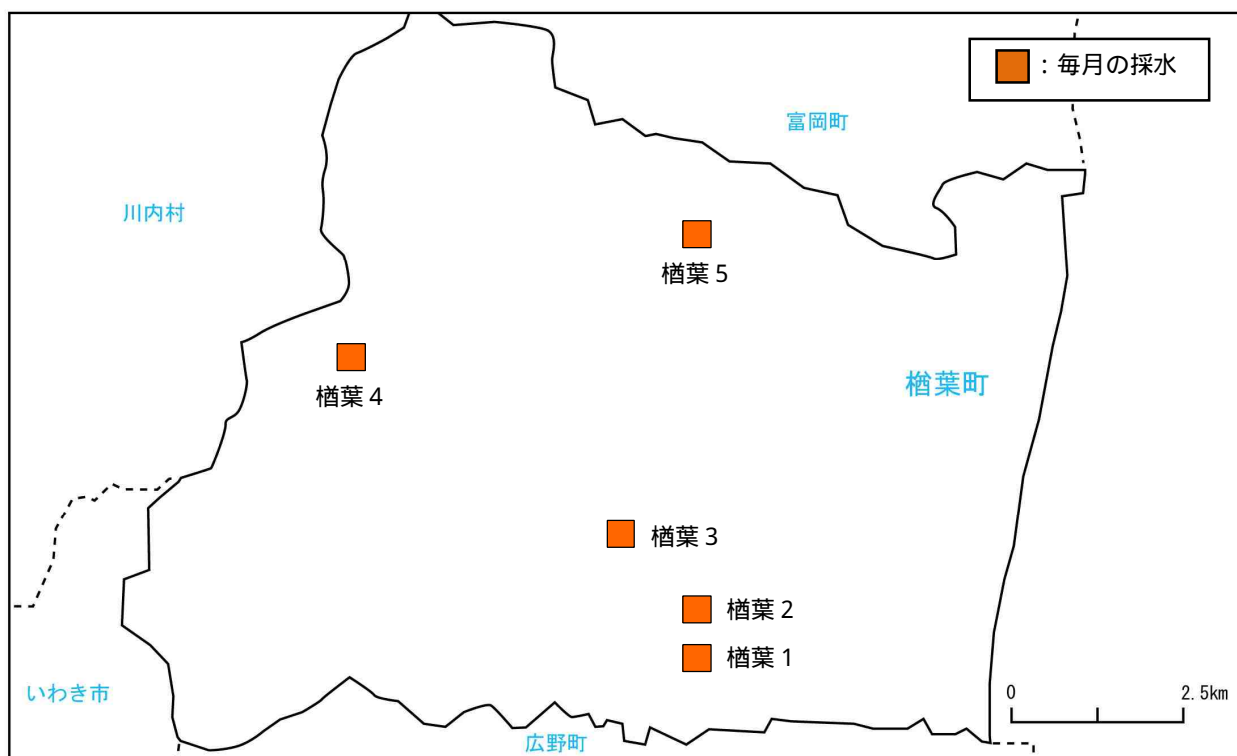 ：毎月の採水
富岡町
川内村
楢葉 5
楢葉町
楢葉 4
楢葉 3
楢葉 2
楢葉 1
いわき市
0 2.5km
広野町